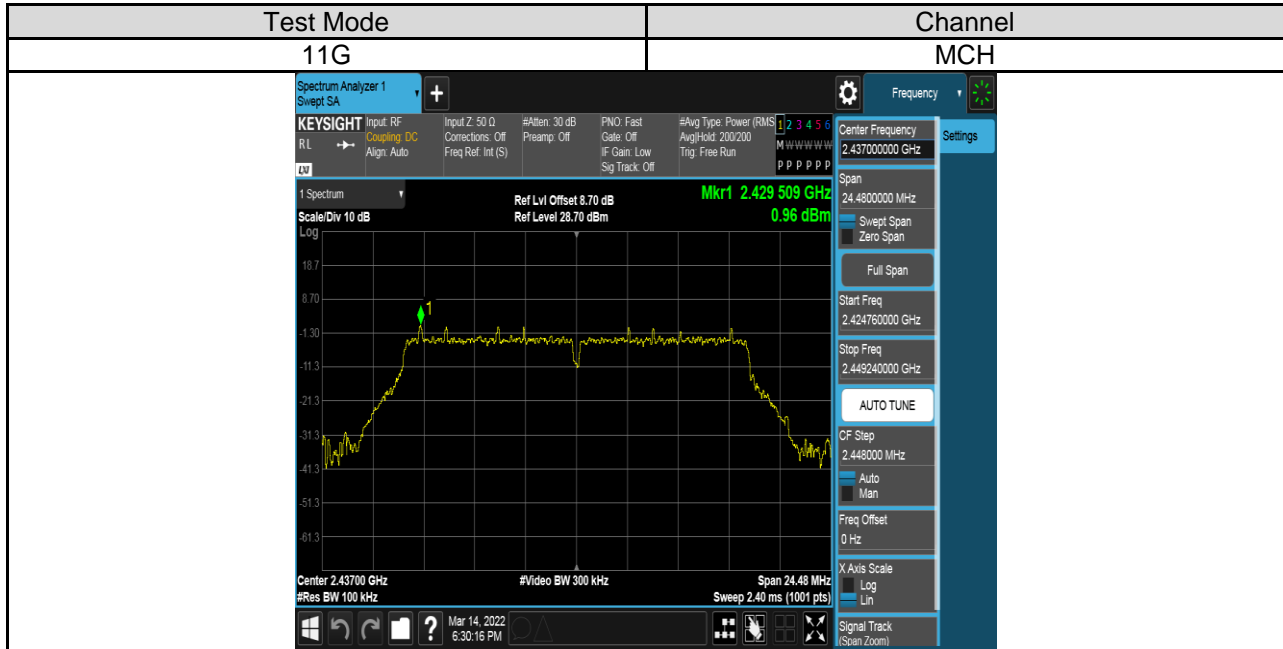 Test Mode Channel
11G MCH
Spectrum Analyzer 1
Swept SA
+
Frequency
KEYSIGHT
RL
LXI
Input: RF
Coupling: DC
Align: Auto
Input Z: 50 Ω
Corrections: Off
Freq Ref: Int (S)
#Atten: 30 dB
Preamp: Off
PNO: Fast
Gate: Off
IF Gain: Low
Sig Track: Off
#Avg Type: Power (RMS
Avg|Hold: 200/200
Trig: Free Run
1 2 3 4 5 6
M W W W W W
P P P P P P
1 Spectrum
Scale/Div 10 dB
Log
Ref Lvl Offset 8.70 dB
Ref Level 28.70 dBm
Mkr1 2.429 509 GHz
0.96 dBm
18.7
8.70
-1.30
-11.3
-21.3
-31.3
-41.3
-51.3
-61.3
1
Center 2.43700 GHz
#Res BW 100 kHz
#Video BW 300 kHz
Span 24.48 MHz
Sweep 2.40 ms (1001 pts)
?
Mar 14, 2022
6:30:16 PM
Center Frequency
2.437000000 GHz
Settings
Span
24.4800000 MHz
Swept Span
Zero Span
Full Span
Start Freq
2.424760000 GHz
Stop Freq
2.449240000 GHz
AUTO TUNE
CF Step
2.448000 MHz
Auto
Man
Freq Offset
0 Hz
X Axis Scale
Log
Lin
Signal Track
(Span Zoom)